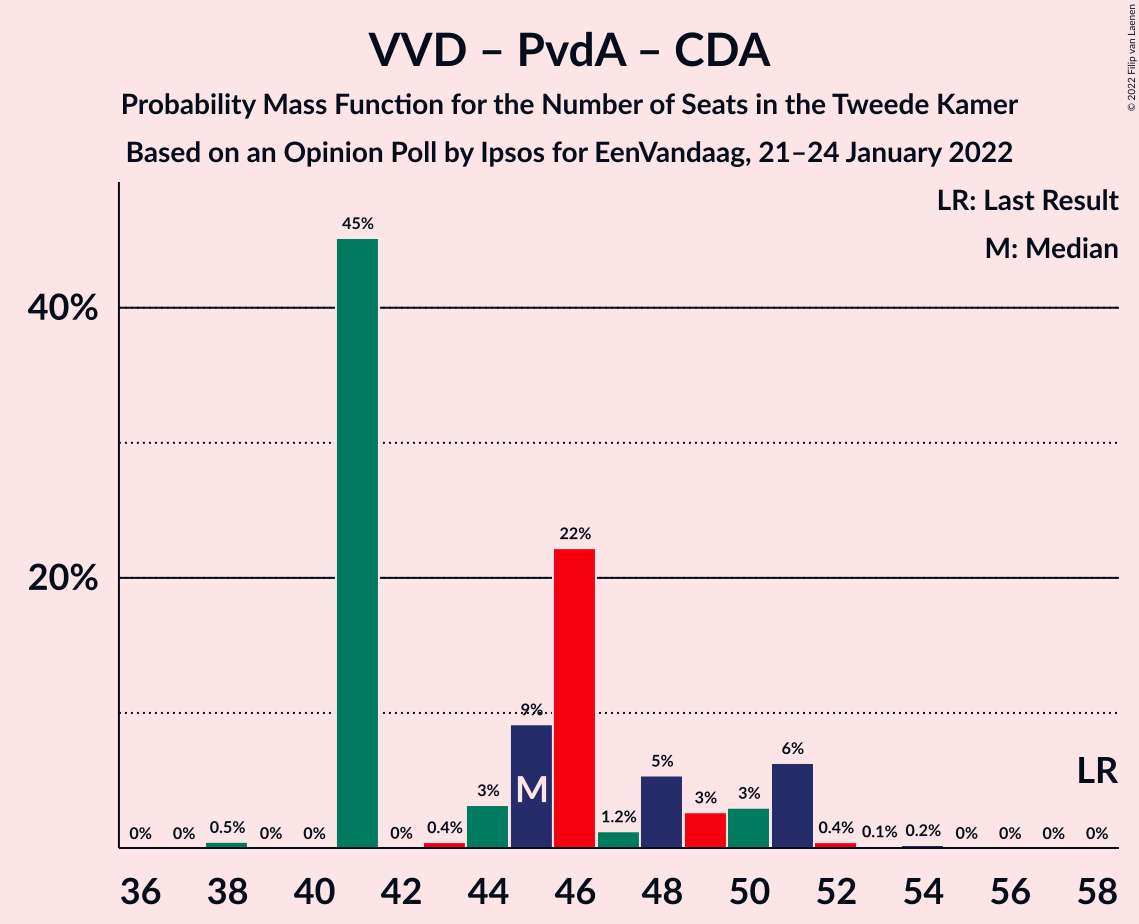 VVD – PvdA – CDA
Probability Mass Function for the Number of Seats in the Tweede Kamer
Based on an Opinion Poll by Ipsos for EenVandaag, 21–24 January 2022
© 2022 Filip van Laenen
LR: Last Result
M: Median
40%
20%
0% 0% 0.5% 0% 0% 45% 0% 0.4% 3% 9% 22% 1.2% 5% 3% 3% 6% 0.4% 0.1% 0.2% 0% 0% 0% 0%
M
LR
36 38 40 42 44 46 48 50 52 54 56 58